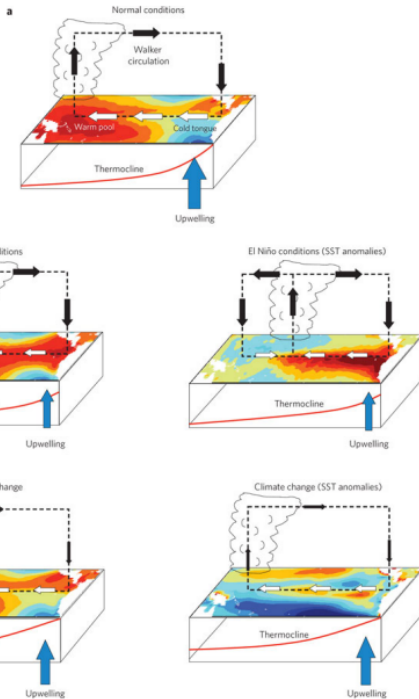 a
Normal conditions
Walker
circulation
Warm pool
Cold tongue
Thermocline
Upwelling
ditions
El Niño conditions (SST anomalies)
Thermocline
Upwelling
Upwelling
hange
Climate change (SST anomalies)
Thermocline
Upwelling
Upwelling